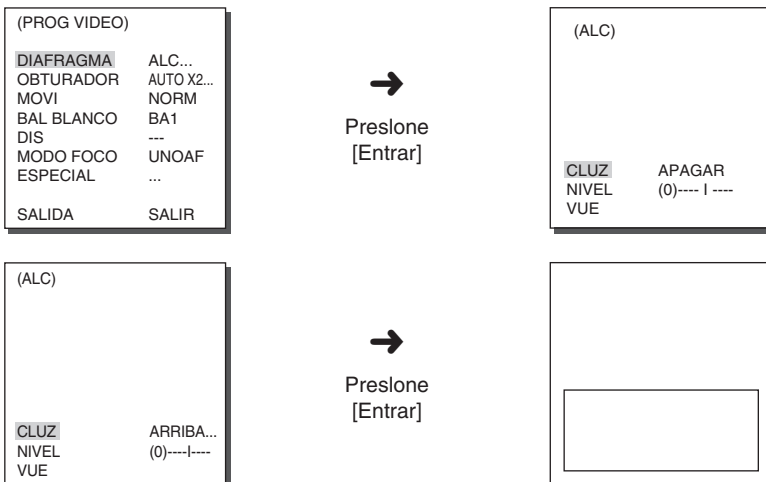 (PROG VIDEO)
DIAFRAGMA ALC...
OBTURADOR AUTO X2...
MOVI NORM
BAL BLANCO BA1
DIS ---
MODO FOCO UNOAF
ESPECIAL ...
SALIDA SALIR
Preslone
[Entrar]
(ALC)
CLUZ APAGAR
NIVEL (0)---- I ----
VUE
(ALC)
CLUZ ARRIBA...
NIVEL (0)----I----
VUE
Preslone
[Entrar]